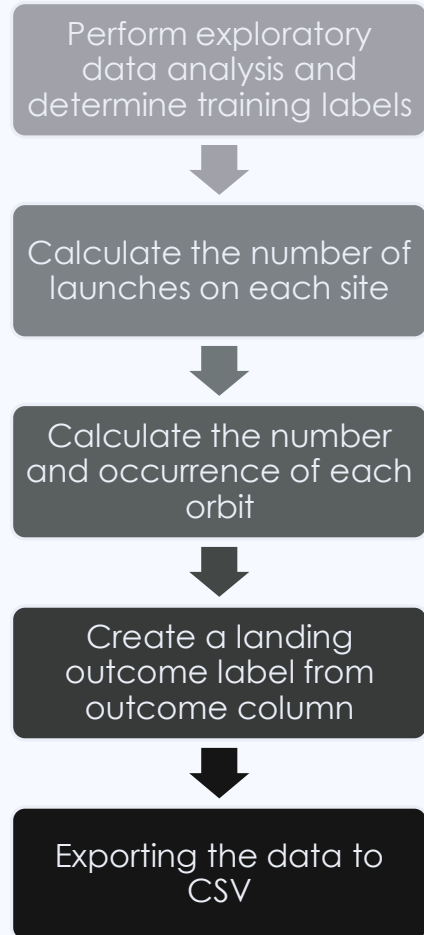 Perform exploratory
data analysis and
determine training labels
Calculate the number of
launches on each site
Calculate the number
and occurrence of each
orbit
Create a landing
outcome label from
outcome column
Exporting the data to
CSV